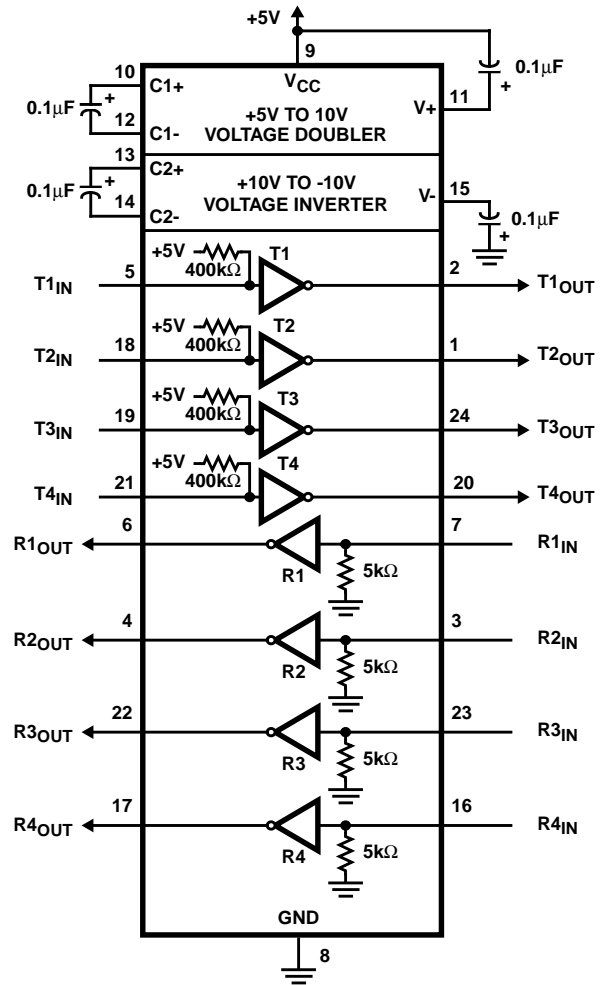 +5V
9
10
C1+
VCC
0.1μF
+
+
0.1μF
11
V+
12
C1-
+5V TO 10V
VOLTAGE DOUBLER
13
C2+
+
0.1μF
14
C2-
+10V TO -10V
VOLTAGE INVERTER
V-
15
0.1μF
+
+5V
400kΩ
T1
T1IN
5
2
T1OUT
+5V
400kΩ
T2
T2IN
18
1
T2OUT
+5V
400kΩ
T3
T3IN
19
24
T3OUT
+5V
400kΩ
T4
T4IN
21
20
T4OUT
R1OUT
6
7
R1IN
R1
5kΩ
R2OUT
4
3
R2IN
R2
5kΩ
R3OUT
22
23
R3IN
R3
5kΩ
R4OUT
17
16
R4IN
R4
5kΩ
GND
8